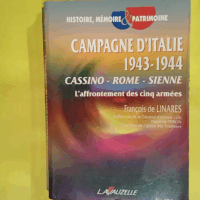 HISTOIRE, MÉMOIRE & PATRIMOINE
CAMPAGNE D'ITALIE
1943-1944
CASSINO - ROME - SIENNE
L'affrontement des cinq armées
François de LINARES
LAVAUZELLE